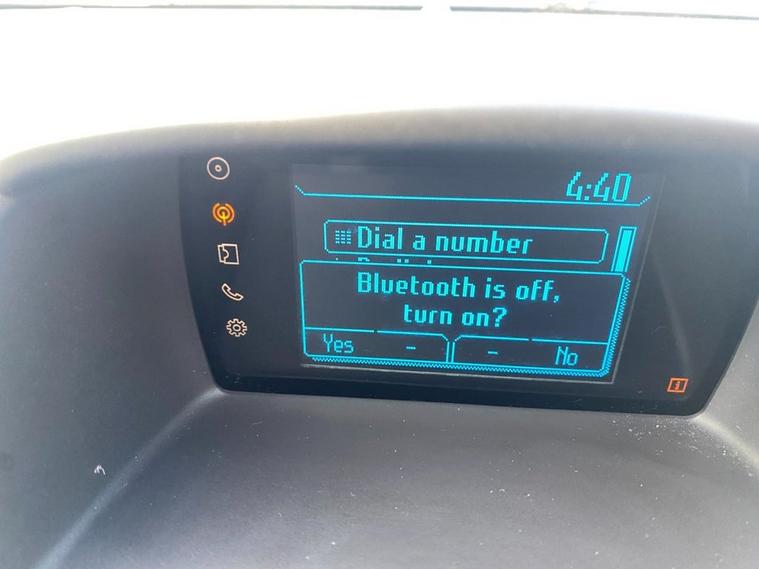 4:40
Dial a number
Bluetooth is off,
turn on?
Yes - - No